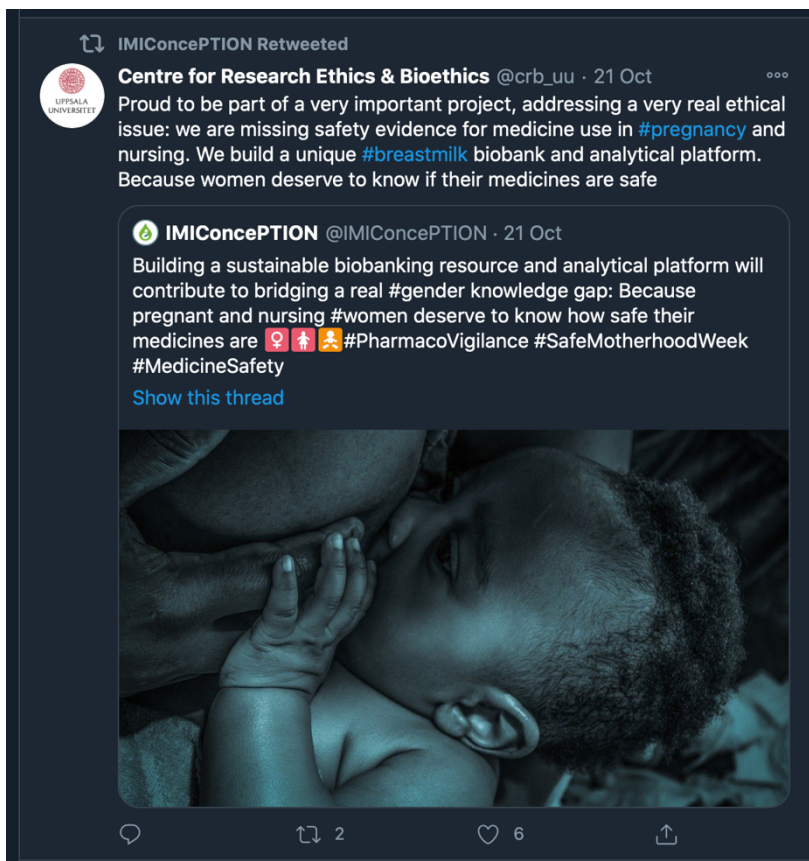 IMIConcePTION Retweeted
UPPSALA
UNIVERSITET
Centre for Research Ethics & Bioethics @crb_uu · 21 Oct
Proud to be part of a very important project, addressing a very real ethical
issue: we are missing safety evidence for medicine use in #pregnancy and
nursing. We build a unique #breastmilk biobank and analytical platform.
Because women deserve to know if their medicines are safe
IMIConcePTION @IMIConcePTION · 21 Oct
Building a sustainable biobanking resource and analytical platform will
contribute to bridging a real #gender knowledge gap: Because
pregnant and nursing #women deserve to know how safe their
medicines are 🚺👶#PharmacoVigilance #SafeMotherhoodWeek
#MedicineSafety
Show this thread
2
6